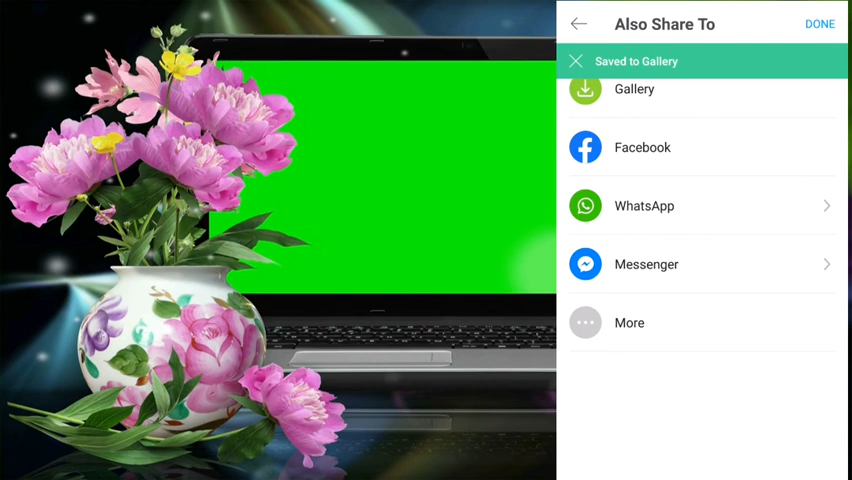 Also Share To
DONE
Saved to Gallery
Gallery
Facebook
WhatsApp
Messenger
More